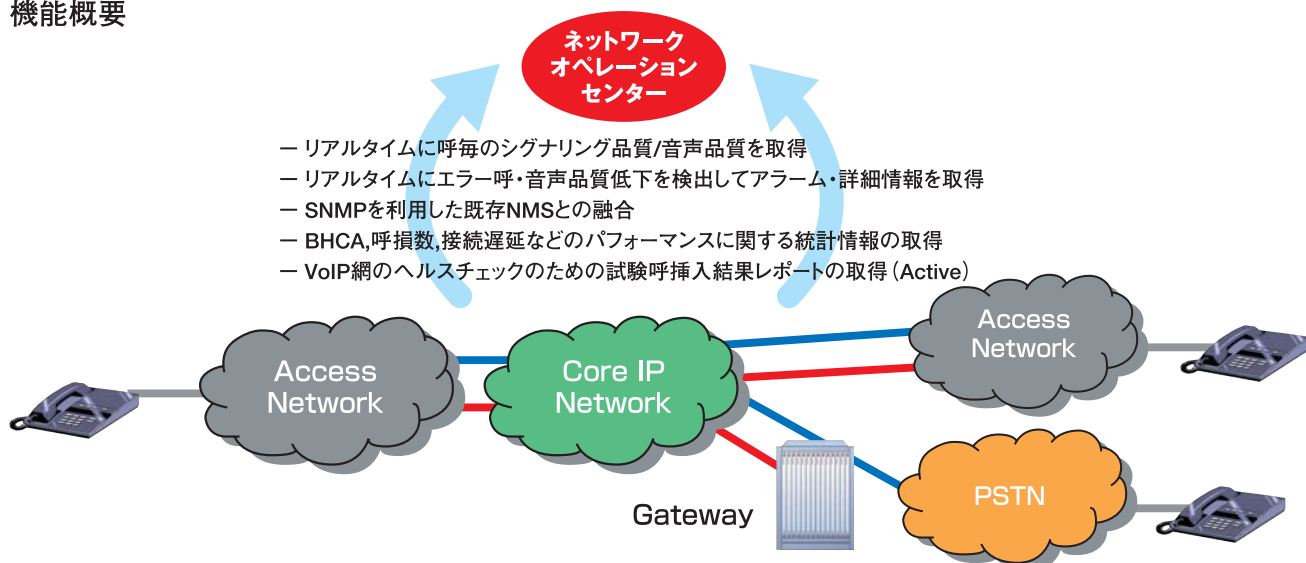 機能概要
ネットワーク
オペレーション
センター
― リアルタイムに呼毎のシグナリング品質/音声品質を取得
― リアルタイムにエラー呼・音声品質低下を検出してアラーム・詳細情報を取得
― SNMPを利用した既存NMSとの融合
― BHCA,呼損数,接続遅延などのパフォーマンスに関する統計情報の取得
― VoIP網のヘルスチェックのための試験呼挿入結果レポートの取得(Active)
Access
Network
Core IP
Network
Access
Network
Gateway
PSTN